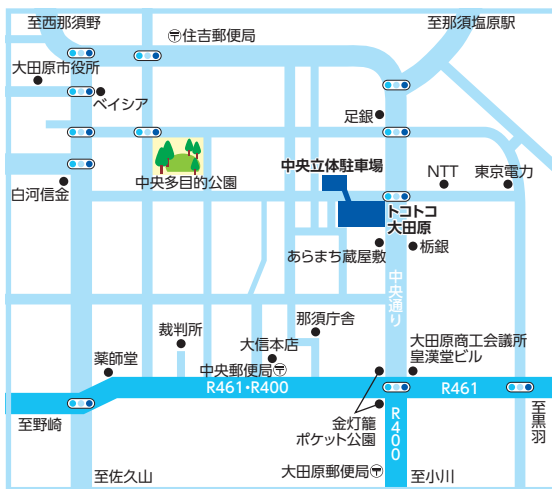 至西那須野
〒住吉郵便局
至那須塩原駅
大田原市役所
ベイシア
足銀
中央立体駐車場
NTT
東京電力
白河信金
中央多目的公園
トコトコ
大田原
あらまち蔵屋敷
栃銀
中央通り
那須庁舎
裁判所
大信本店
大田原商工会議所
皇漢堂ビル
薬師堂
中央郵便局〒
R461・R400
R461
至野崎
金灯籠
ポケット公園
R400
至黒羽
至佐久山
大田原郵便局〒
至小川